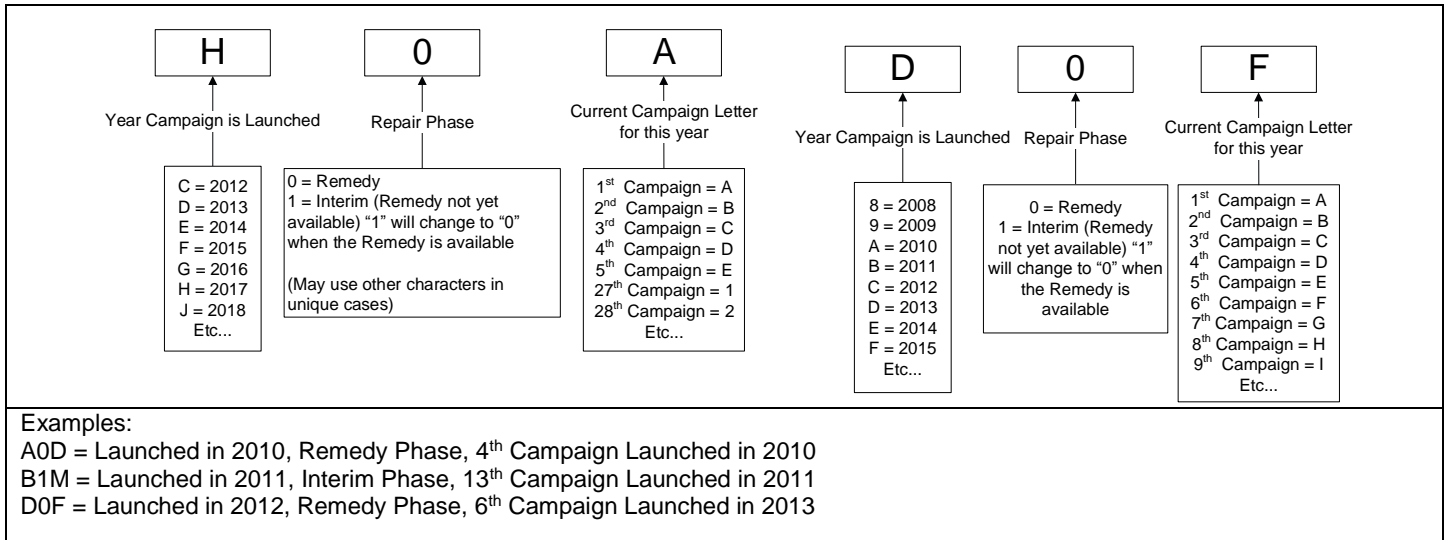 H
0
A
Year Campaign is Launched
Repair Phase
Current Campaign Letter
for this year
C = 2012
D = 2013
E = 2014
F = 2015
G = 2016
H = 2017
J = 2018
Etc...
0 = Remedy
1 = Interim (Remedy not yet
available) “1” will change to “0”
when the Remedy is available
(May use other characters in
unique cases)
1st Campaign = A
2nd Campaign = B
3rd Campaign = C
4th Campaign = D
5th Campaign = E
27th Campaign = 1
28th Campaign = 2
Etc...
D
0
F
Year Campaign is Launched
Repair Phase
Current Campaign Letter
for this year
8 = 2008
9 = 2009
A = 2010
B = 2011
C = 2012
D = 2013
E = 2014
F = 2015
Etc...
0 = Remedy
1 = Interim (Remedy
not yet available) “1”
will change to “0” when
the Remedy is
available
1st Campaign = A
2nd Campaign = B
3rd Campaign = C
4th Campaign = D
5th Campaign = E
6th Campaign = F
7th Campaign = G
8th Campaign = H
9th Campaign = I
Etc...
Examples:
A0D = Launched in 2010, Remedy Phase, 4th Campaign Launched in 2010
B1M = Launched in 2011, Interim Phase, 13th Campaign Launched in 2011
D0F = Launched in 2012, Remedy Phase, 6th Campaign Launched in 2013